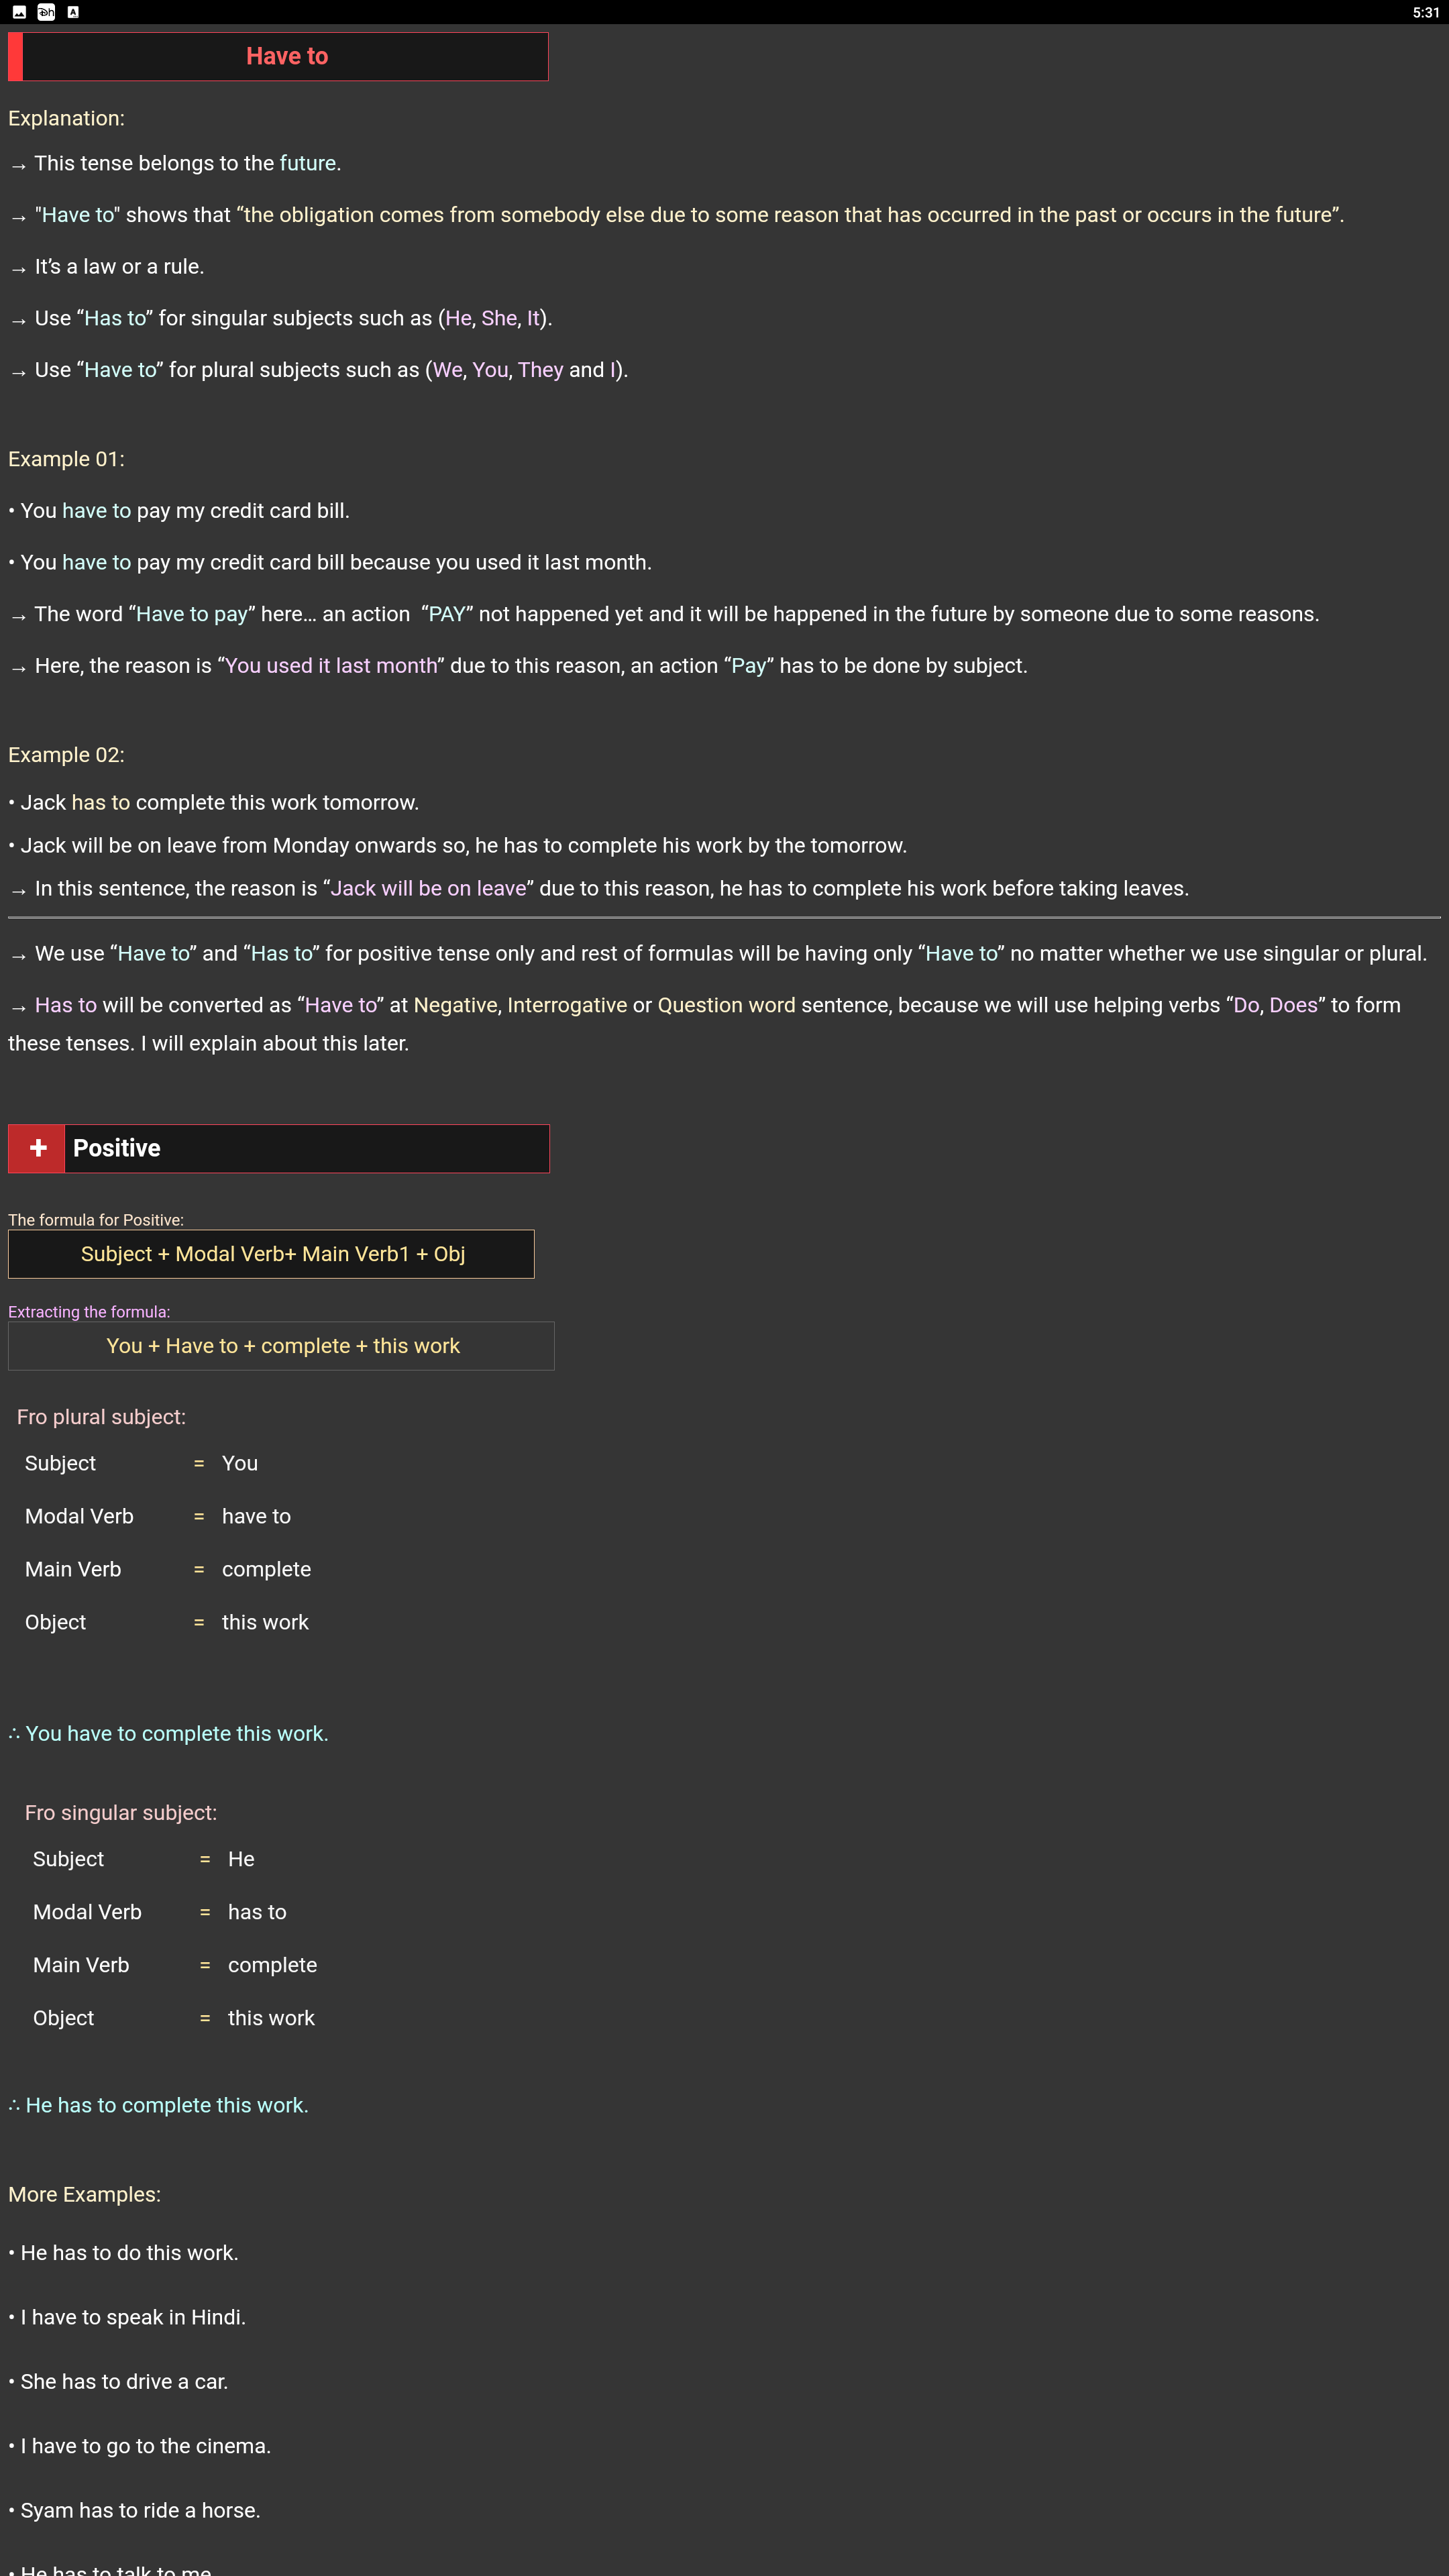 5:31
Have to
Explanation:
→ This tense belongs to the future.
→ "Have to" shows that “the obligation comes from somebody else due to some reason that has occurred in the past or occurs in the future”.
→ It’s a law or a rule.
→ Use “Has to” for singular subjects such as (He, She, It).
→ Use “Have to” for plural subjects such as (We, You, They and I).
Example 01:
• You have to pay my credit card bill.
• You have to pay my credit card bill because you used it last month.
→ The word “Have to pay” here... an action “PAY” not happened yet and it will be happened in the future by someone due to some reasons.
→ Here, the reason is “You used it last month” due to this reason, an action “Pay” has to be done by subject.
Example 02:
• Jack has to complete this work tomorrow.
• Jack will be on leave from Monday onwards so, he has to complete his work by the tomorrow.
→ In this sentence, the reason is “Jack will be on leave” due to this reason, he has to complete his work before taking leaves.
→ We use “Have to” and “Has to” for positive tense only and rest of formulas will be having only “Have to” no matter whether we use singular or plural.
→ Has to will be converted as “Have to” at Negative, Interrogative or Question word sentence, because we will use helping verbs “Do, Does” to form
these tenses. I will explain about this later.
+ Positive
The formula for Positive:
Subject + Modal Verb+ Main Verb1 + Obj
Extracting the formula:
You + Have to + complete + this work
Fro plural subject:
Subject = You
Modal Verb = have to
Main Verb = complete
Object = this work
∴ You have to complete this work.
Fro singular subject:
Subject = He
Modal Verb = has to
Main Verb = complete
Object = this work
∴ He has to complete this work.
More Examples:
• He has to do this work.
• I have to speak in Hindi.
• She has to drive a car.
• I have to go to the cinema.
• Syam has to ride a horse.
• He has to talk to me